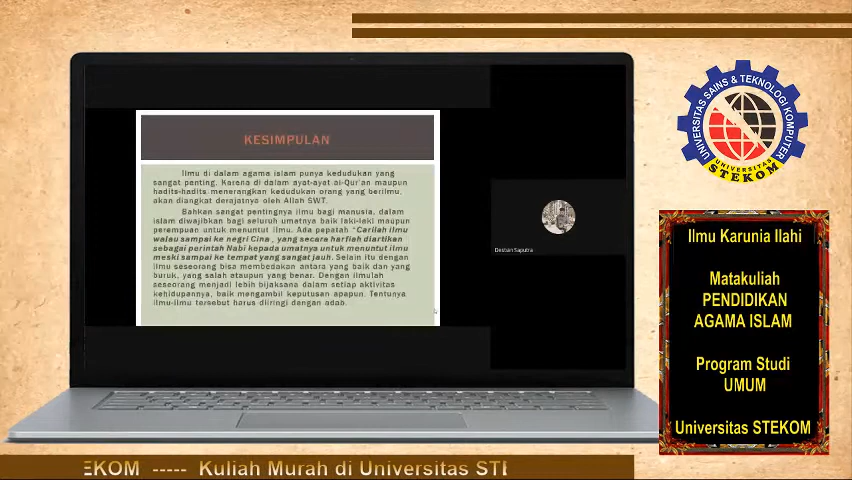 KESIMPULAN
Ilmu di dalam agama islam punya kedudukan yang
sangat penting. Karena di dalam ayat-ayat al-Qur'an maupun
hadits-hadits menerangkan kedudukan orang yang berilmu,
akan diangkat derajatnya oleh Allah SWT.
Bahkan sangat pentingnya ilmu bagi manusia, dalam
islam diwajibkan bagi seluruh umatnya baik laki-laki maupun
perempuan untuk menuntut ilmu. Ada pepatah "Carilah ilmu
walau sampai ke negri Cina, yang secara harfiah diartikan
sebagai perintah Nabi kepada umatnya untuk menuntut ilmu
meski sampai ke tempat yang sangat jauh. Selain itu dengan
ilmu seseorang bisa membedakan antara yang baik dan yang
buruk, yang salah ataupun yang benar. Dengan ilmulah
seseorang menjadi lebih bijaksana dalam setiap aktivitas
kehidupannya, baik mengambil keputusan apapun. Tentunya
ilmu-ilmu tersebut harus diiringi dengan adab.
Destian Saputra
UNIVERSITAS SAINS & TEKNOLOGI KOMPUTER
UNIVERSITAS
STEKOM
Ilmu Karunia Ilahi
Matakuliah
PENDIDIKAN
AGAMA ISLAM
Program Studi
UMUM
Universitas STEKOM
EKOM ----- Kuliah Murah di Universitas STE